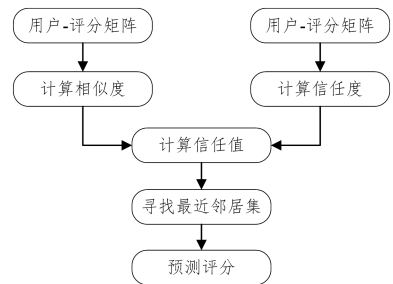 用户-评分矩阵
用户-评分矩阵
计算相似度
计算信任度
计算信任值
寻找最近邻居集
预测评分